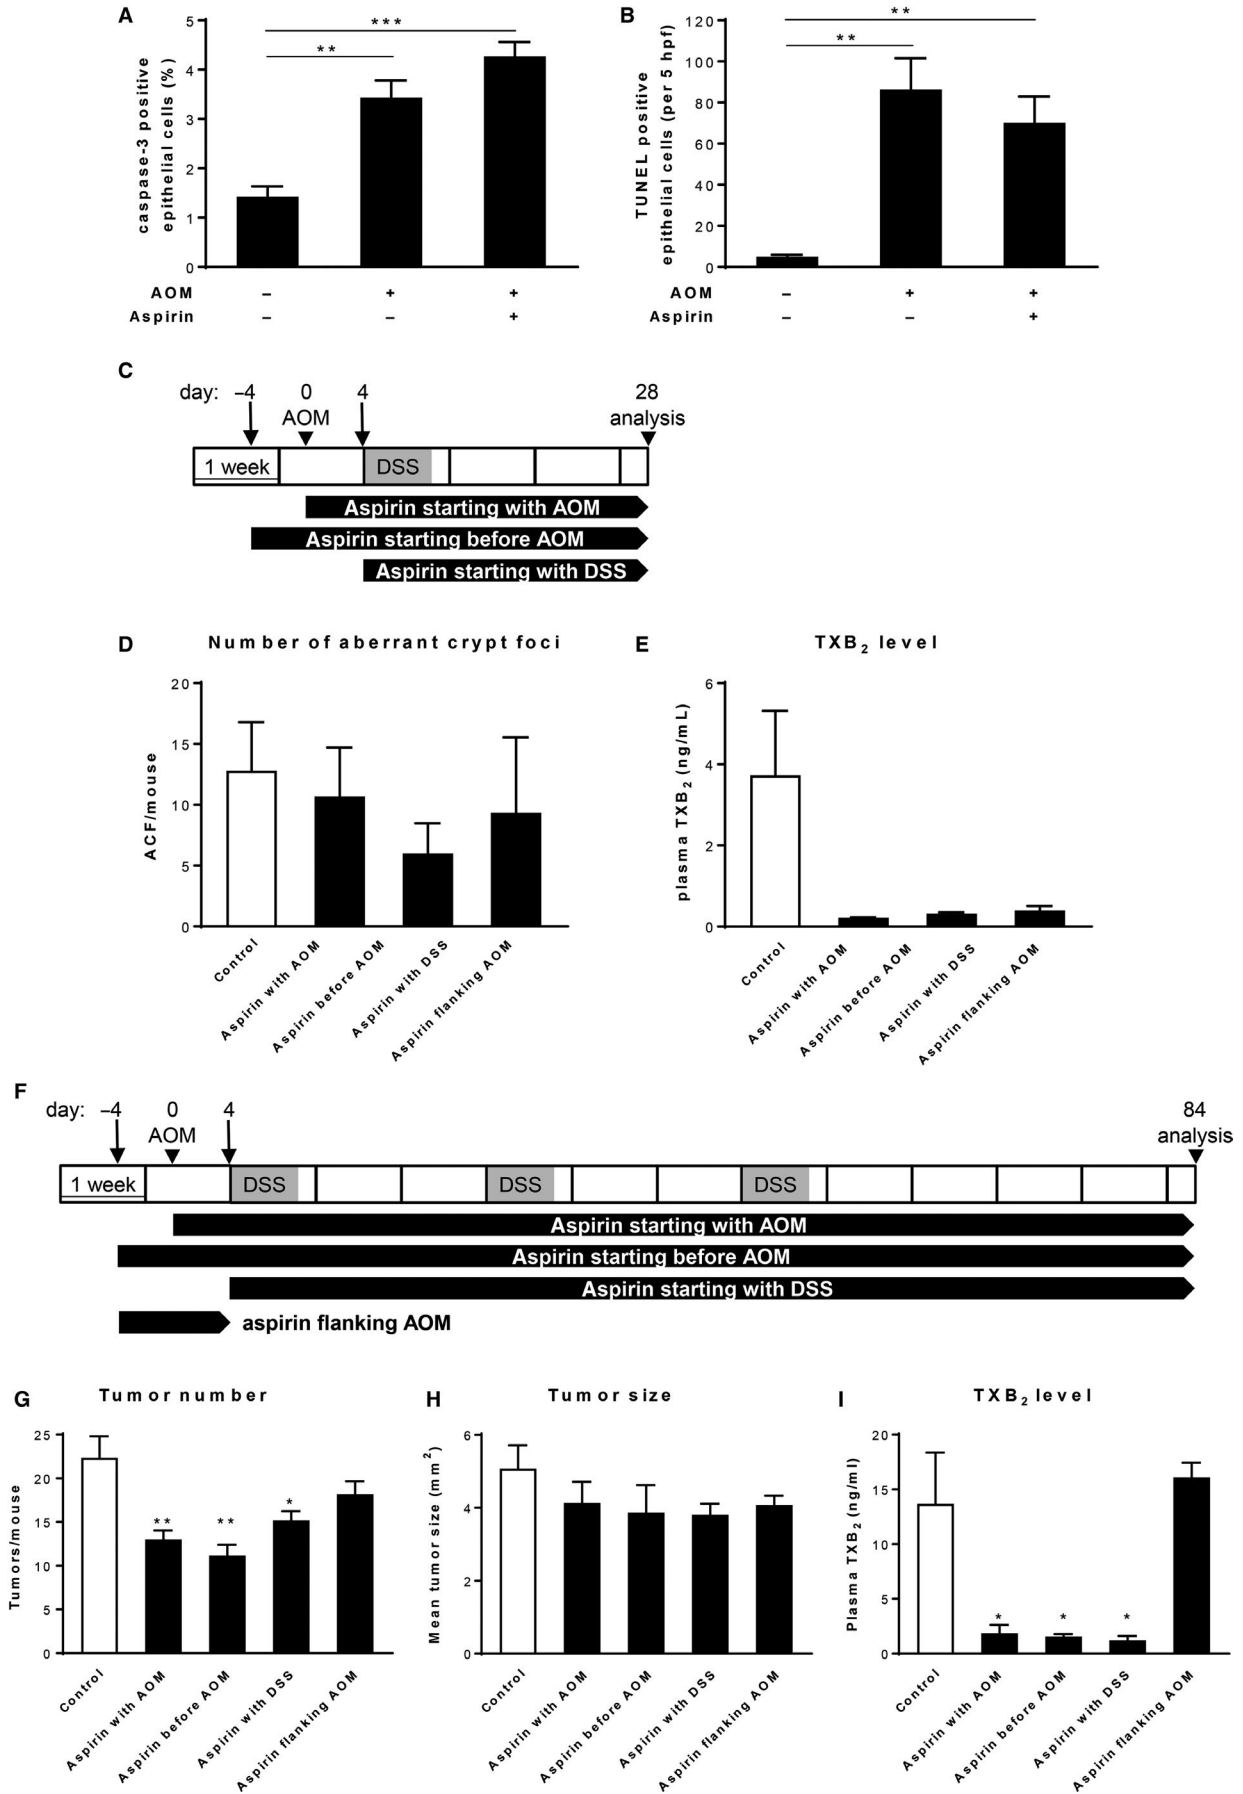 A
caspase-3 positive
epithelial cells (%)
5
4
3
2
1
0
***
**
AOM – + +
Aspirin – – +
B
TUNEL positive
epithelial cells (per 5 hpf)
120
100
80
60
40
20
0
**
**
AOM – + +
Aspirin – – +
C
day: –4 0 4 28
AOM analysis
1 week DSS
Aspirin starting with AOM
Aspirin starting before AOM
Aspirin starting with DSS
D
Number of aberrant crypt foci
ACF/mouse
20
15
10
5
0
Control
Aspirin with AOM
Aspirin before AOM
Aspirin with DSS
Aspirin flanking AOM
E
TXB2 level
plasma TXB2 (ng/mL)
6
4
2
0
Control
Aspirin with AOM
Aspirin before AOM
Aspirin with DSS
Aspirin flanking AOM
F
day: –4 0 4 84
AOM analysis
1 week DSS DSS DSS
Aspirin starting with AOM
Aspirin starting before AOM
Aspirin starting with DSS
aspirin flanking AOM
G
Tumor number
Tumors/mouse
25
20
15
10
5
0
** ** *
Control
Aspirin with AOM
Aspirin before AOM
Aspirin with DSS
Aspirin flanking AOM
H
Tumor size
Mean tumor size (mm2)
6
4
2
0
Control
Aspirin with AOM
Aspirin before AOM
Aspirin with DSS
Aspirin flanking AOM
I
TXB2 level
Plasma TXB2 (ng/ml)
20
15
10
5
0
* * *
Control
Aspirin with AOM
Aspirin before AOM
Aspirin with DSS
Aspirin flanking AOM